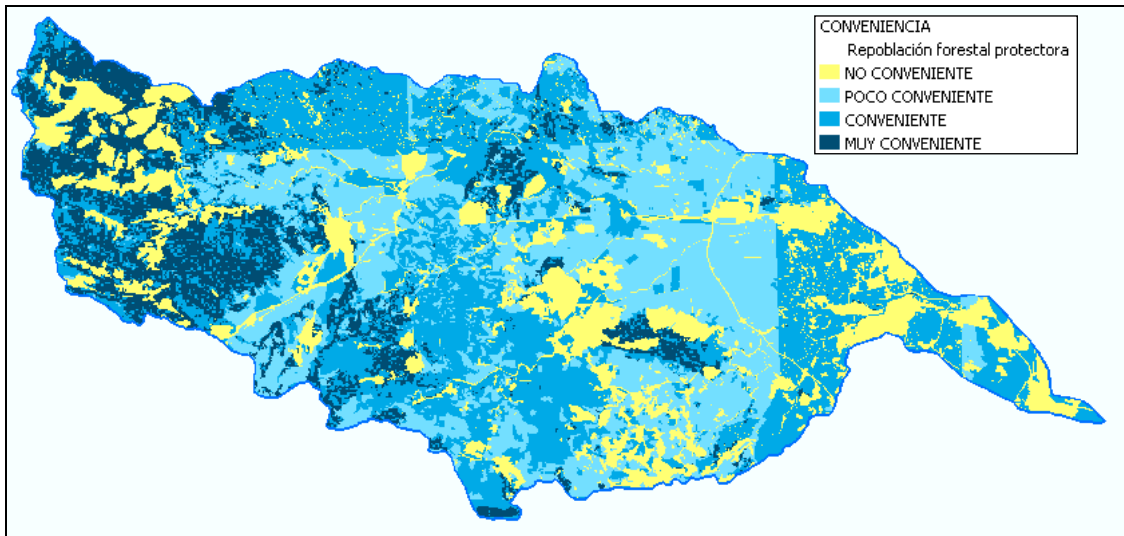 CONVENIENCIA
Repoblación forestal protectora
NO CONVENIENTE
POCO CONVENIENTE
CONVENIENTE
MUY CONVENIENTE